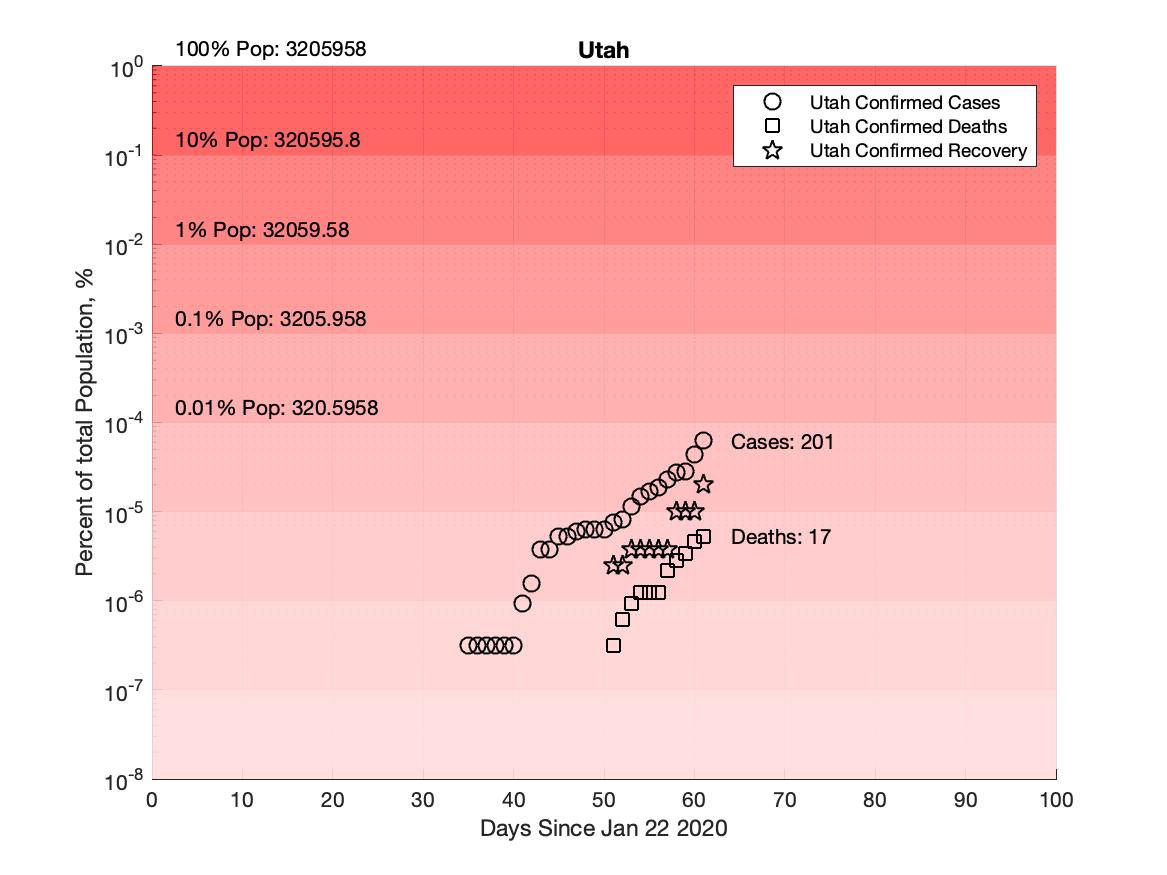 100% Pop: 3205958
Utah
10^0
10% Pop: 320595.8
10^-1
1% Pop: 32059.58
10^-2
0.1% Pop: 3205.958
10^-3
0.01% Pop: 320.5958
10^-4
10^-5
10^-6
10^-7
10^-8
Percent of total Population, %
Utah Confirmed Cases
Utah Confirmed Deaths
Utah Confirmed Recovery
Cases: 201
Deaths: 17
0 10 20 30 40 50 60 70 80 90 100
Days Since Jan 22 2020